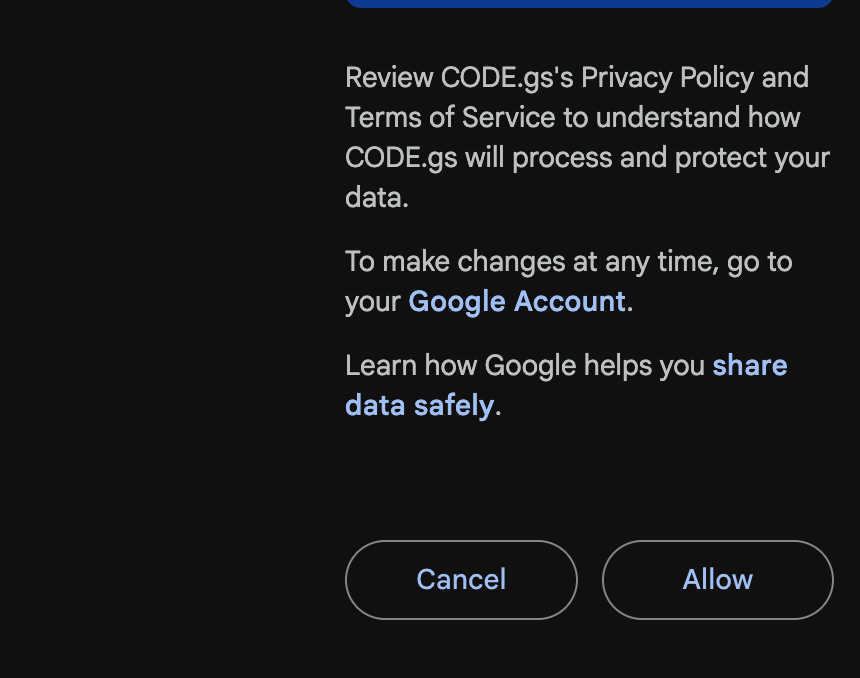 Review CODE.gs's Privacy Policy and
Terms of Service to understand how
CODE.gs will process and protect your
data.
To make changes at any time, go to
your Google Account.
Learn how Google helps you share
data safely.
Cancel
Allow